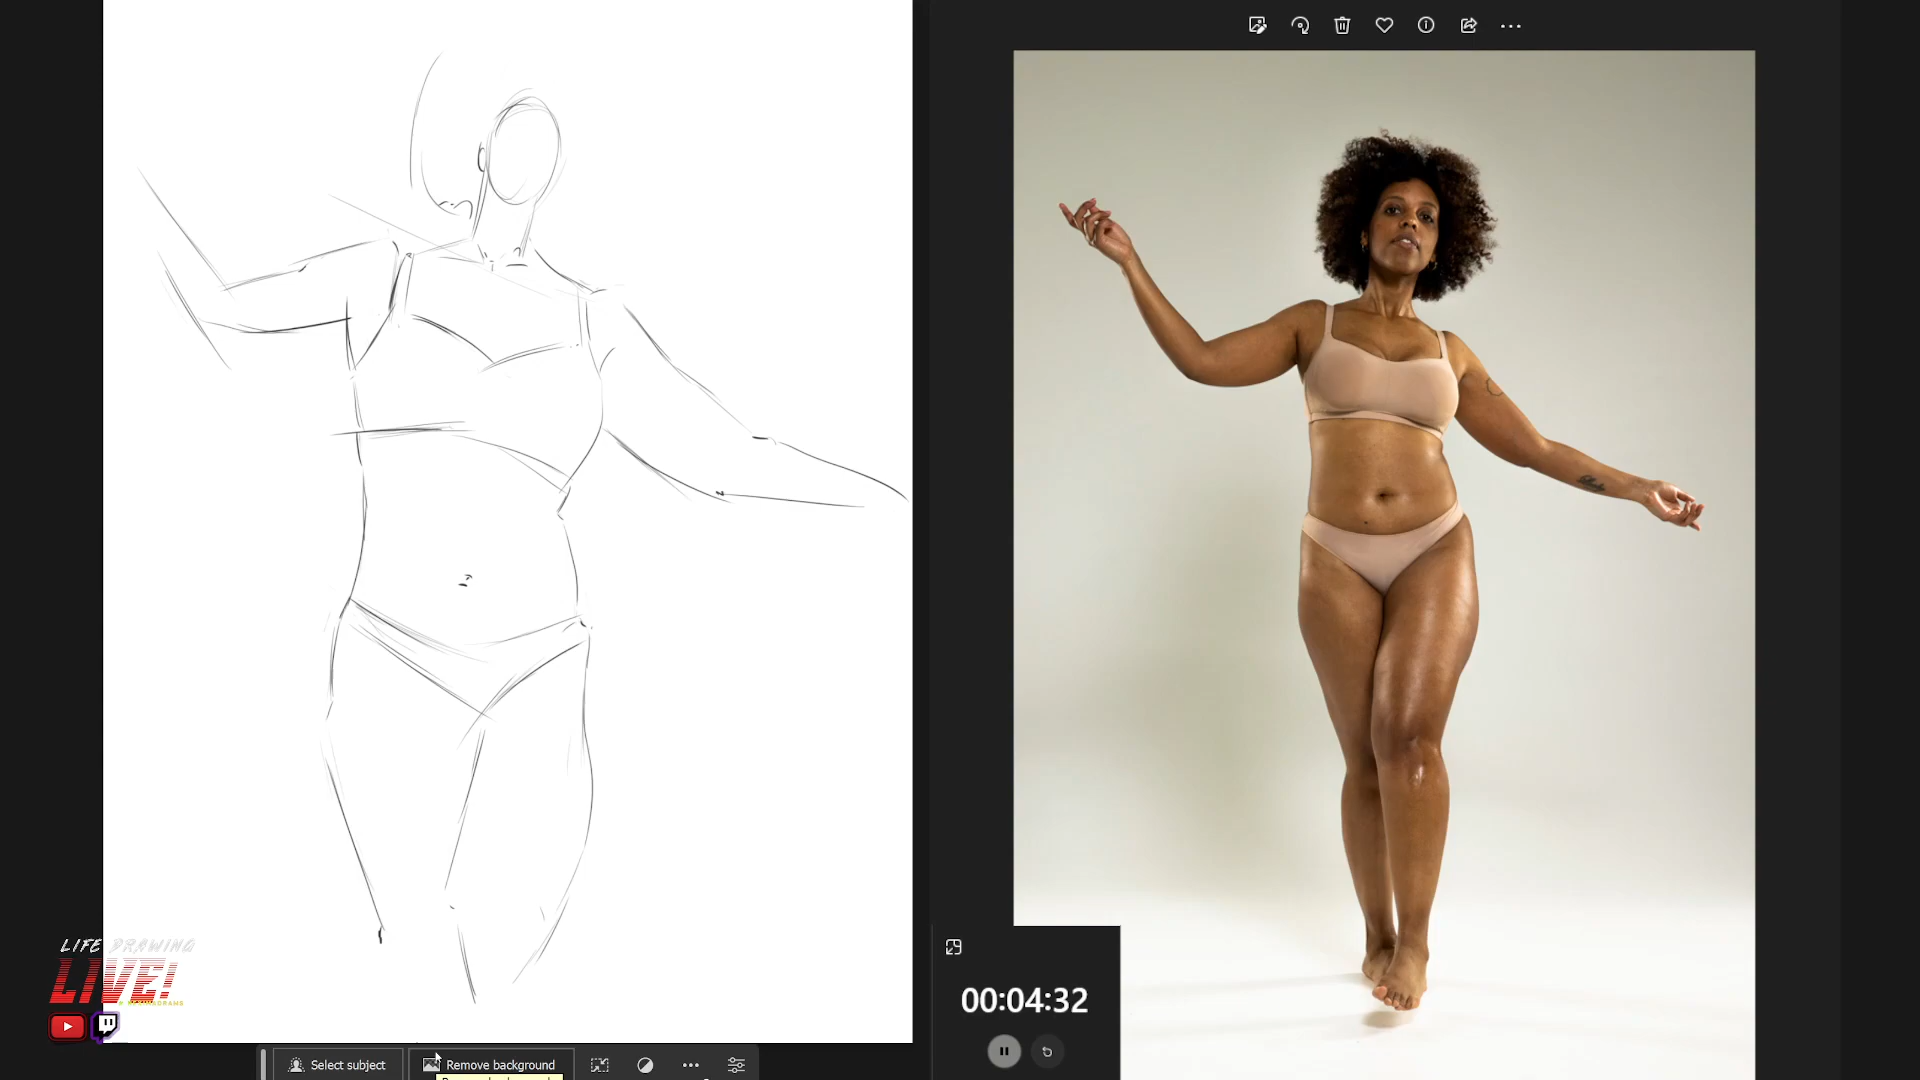 LIFE DRAWING
LIVE!
00:04:32
Select subject
Remove background